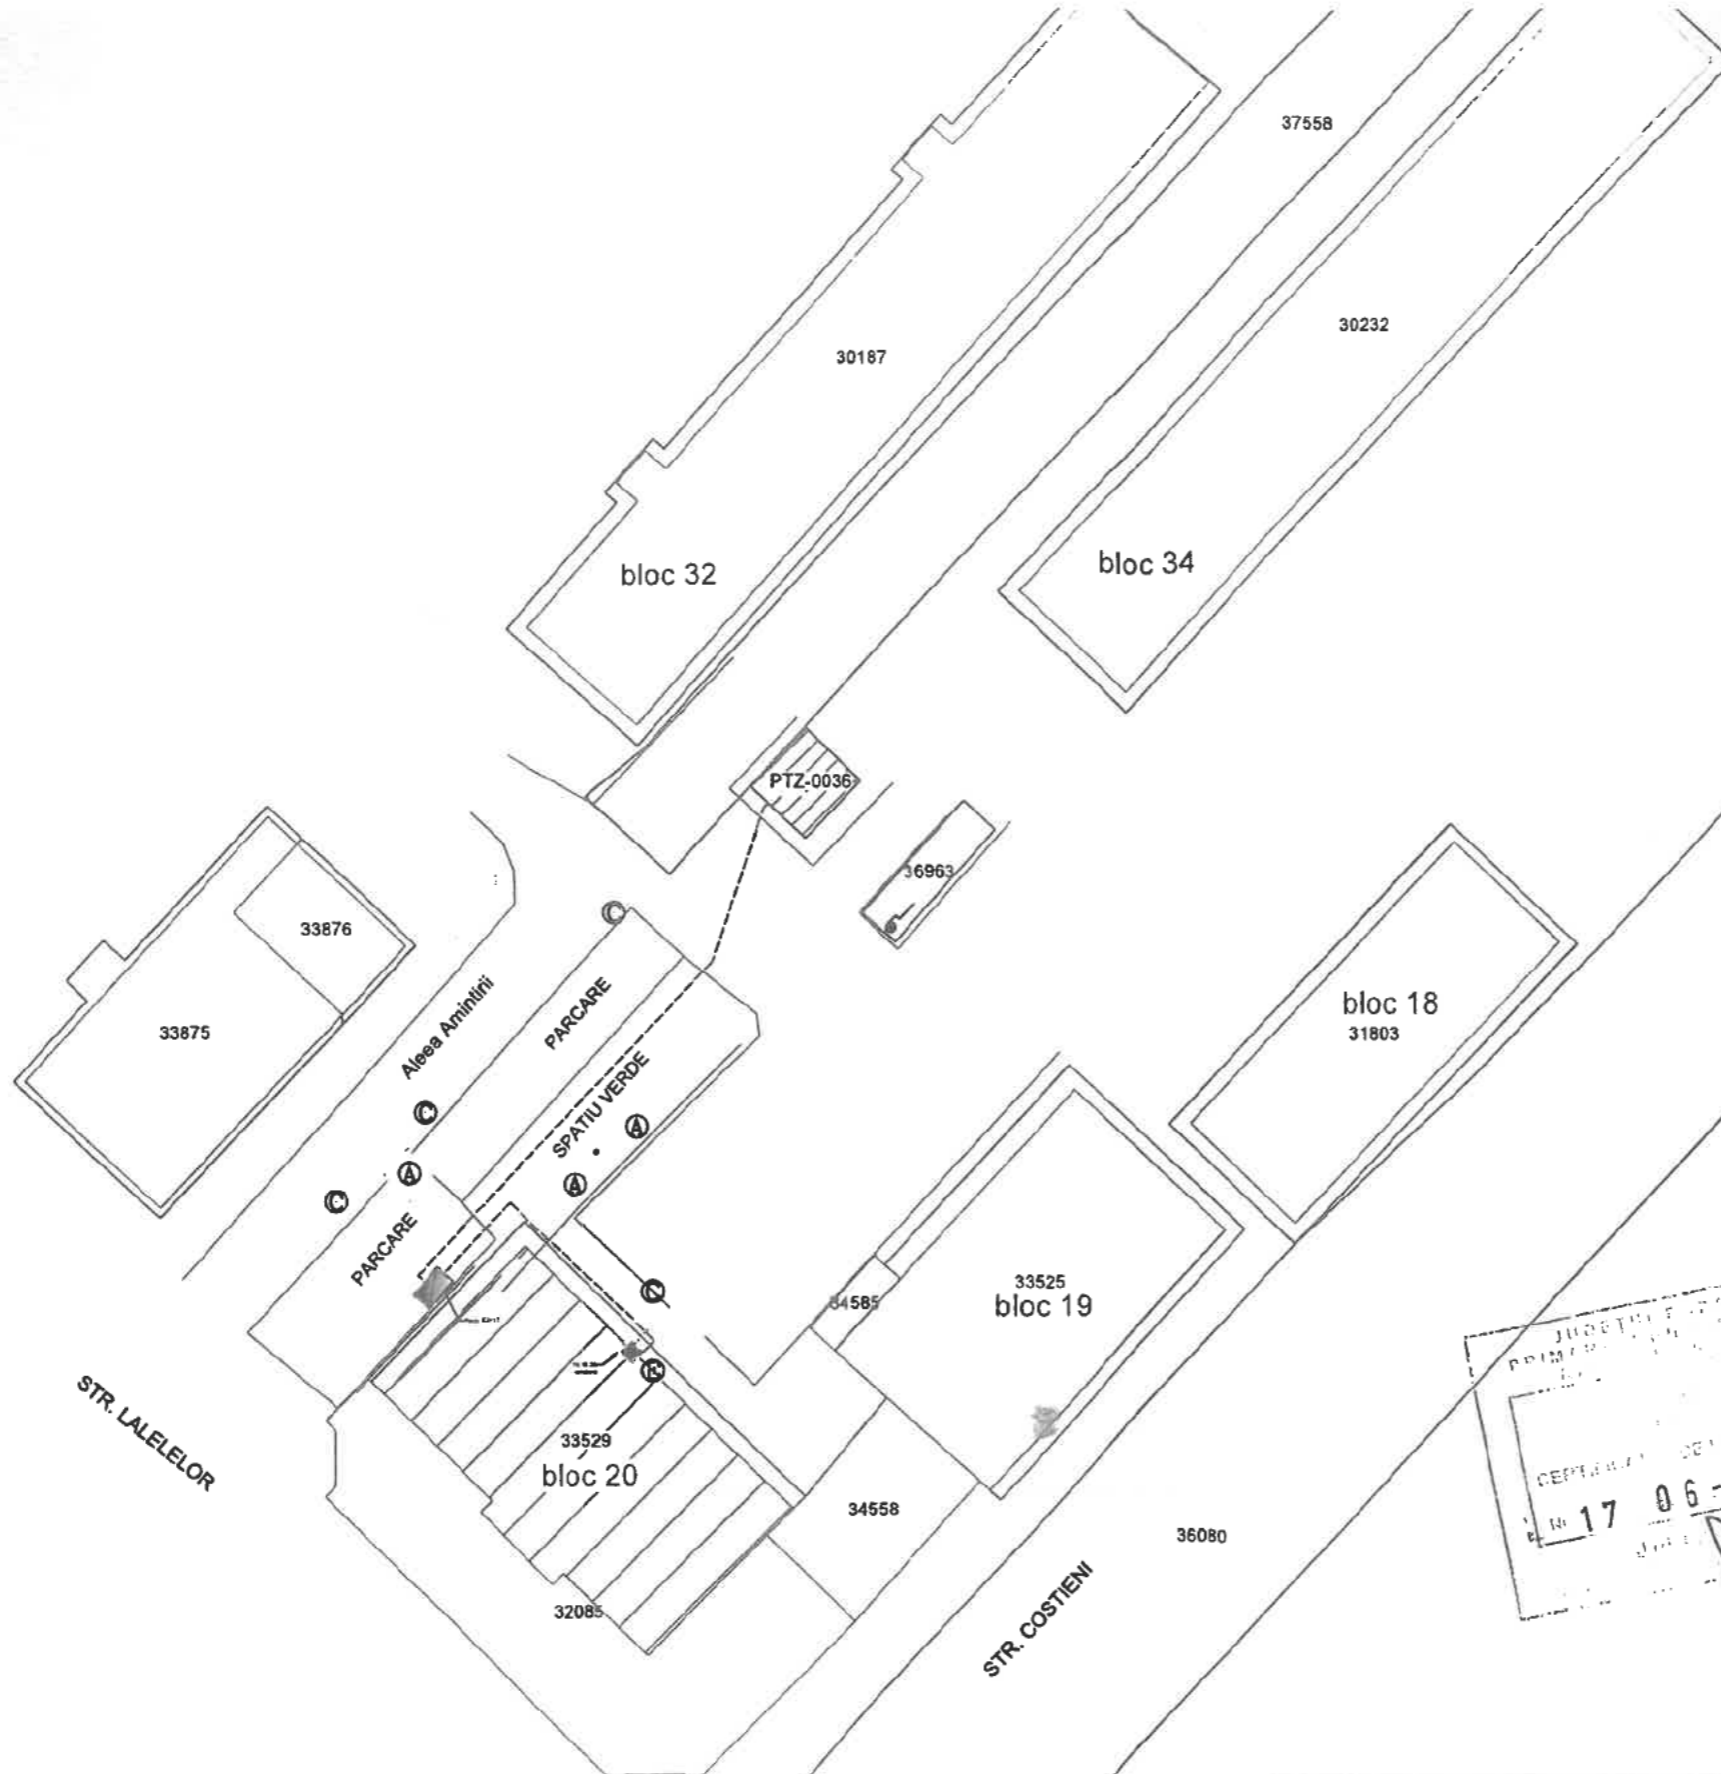 37558
30232
30187
bloc 32
bloc 34
PTZ-0036
36963
33876
33875
Aleea Amintirii
PARCARE
SPATIU VERDE
PARCARE
C
C
C
A
A
A
C
bloc 18
31803
33525
bloc 19
34585
33529
bloc 20
34558
36080
32085
STR. LALELELOR
STR. COSTIENI
17 06